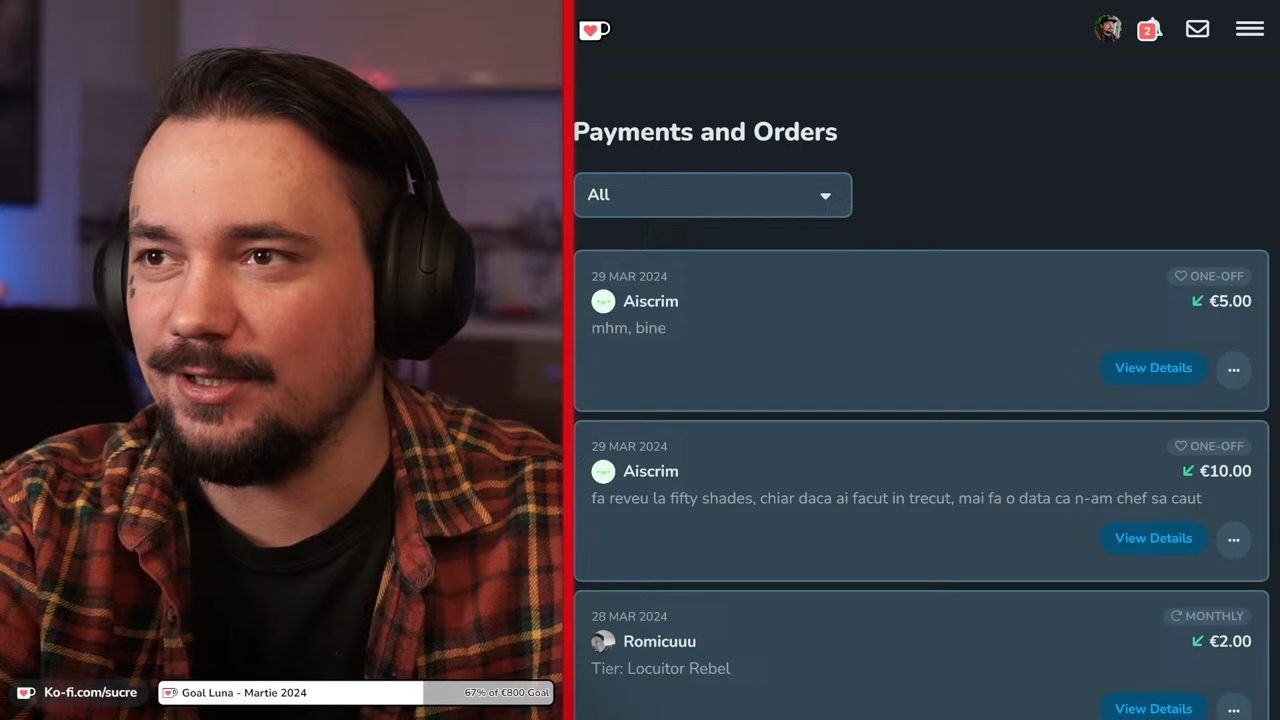 2
Payments and Orders
All
29 MAR 2024
ONE-OFF
Aiscrim
€5.00
mhm, bine
View Details
29 MAR 2024
ONE-OFF
Aiscrim
€10.00
fa reveu la fifty shades, chiar daca ai facut in trecut, mai fa o data ca n-am chef sa caut
View Details
28 MAR 2024
MONTHLY
Romicuuu
€2.00
Tier: Locuitor Rebel
View Details
Ko-fi.com/sucre
Goal Luna - Martie 2024
67% of €800 Goal